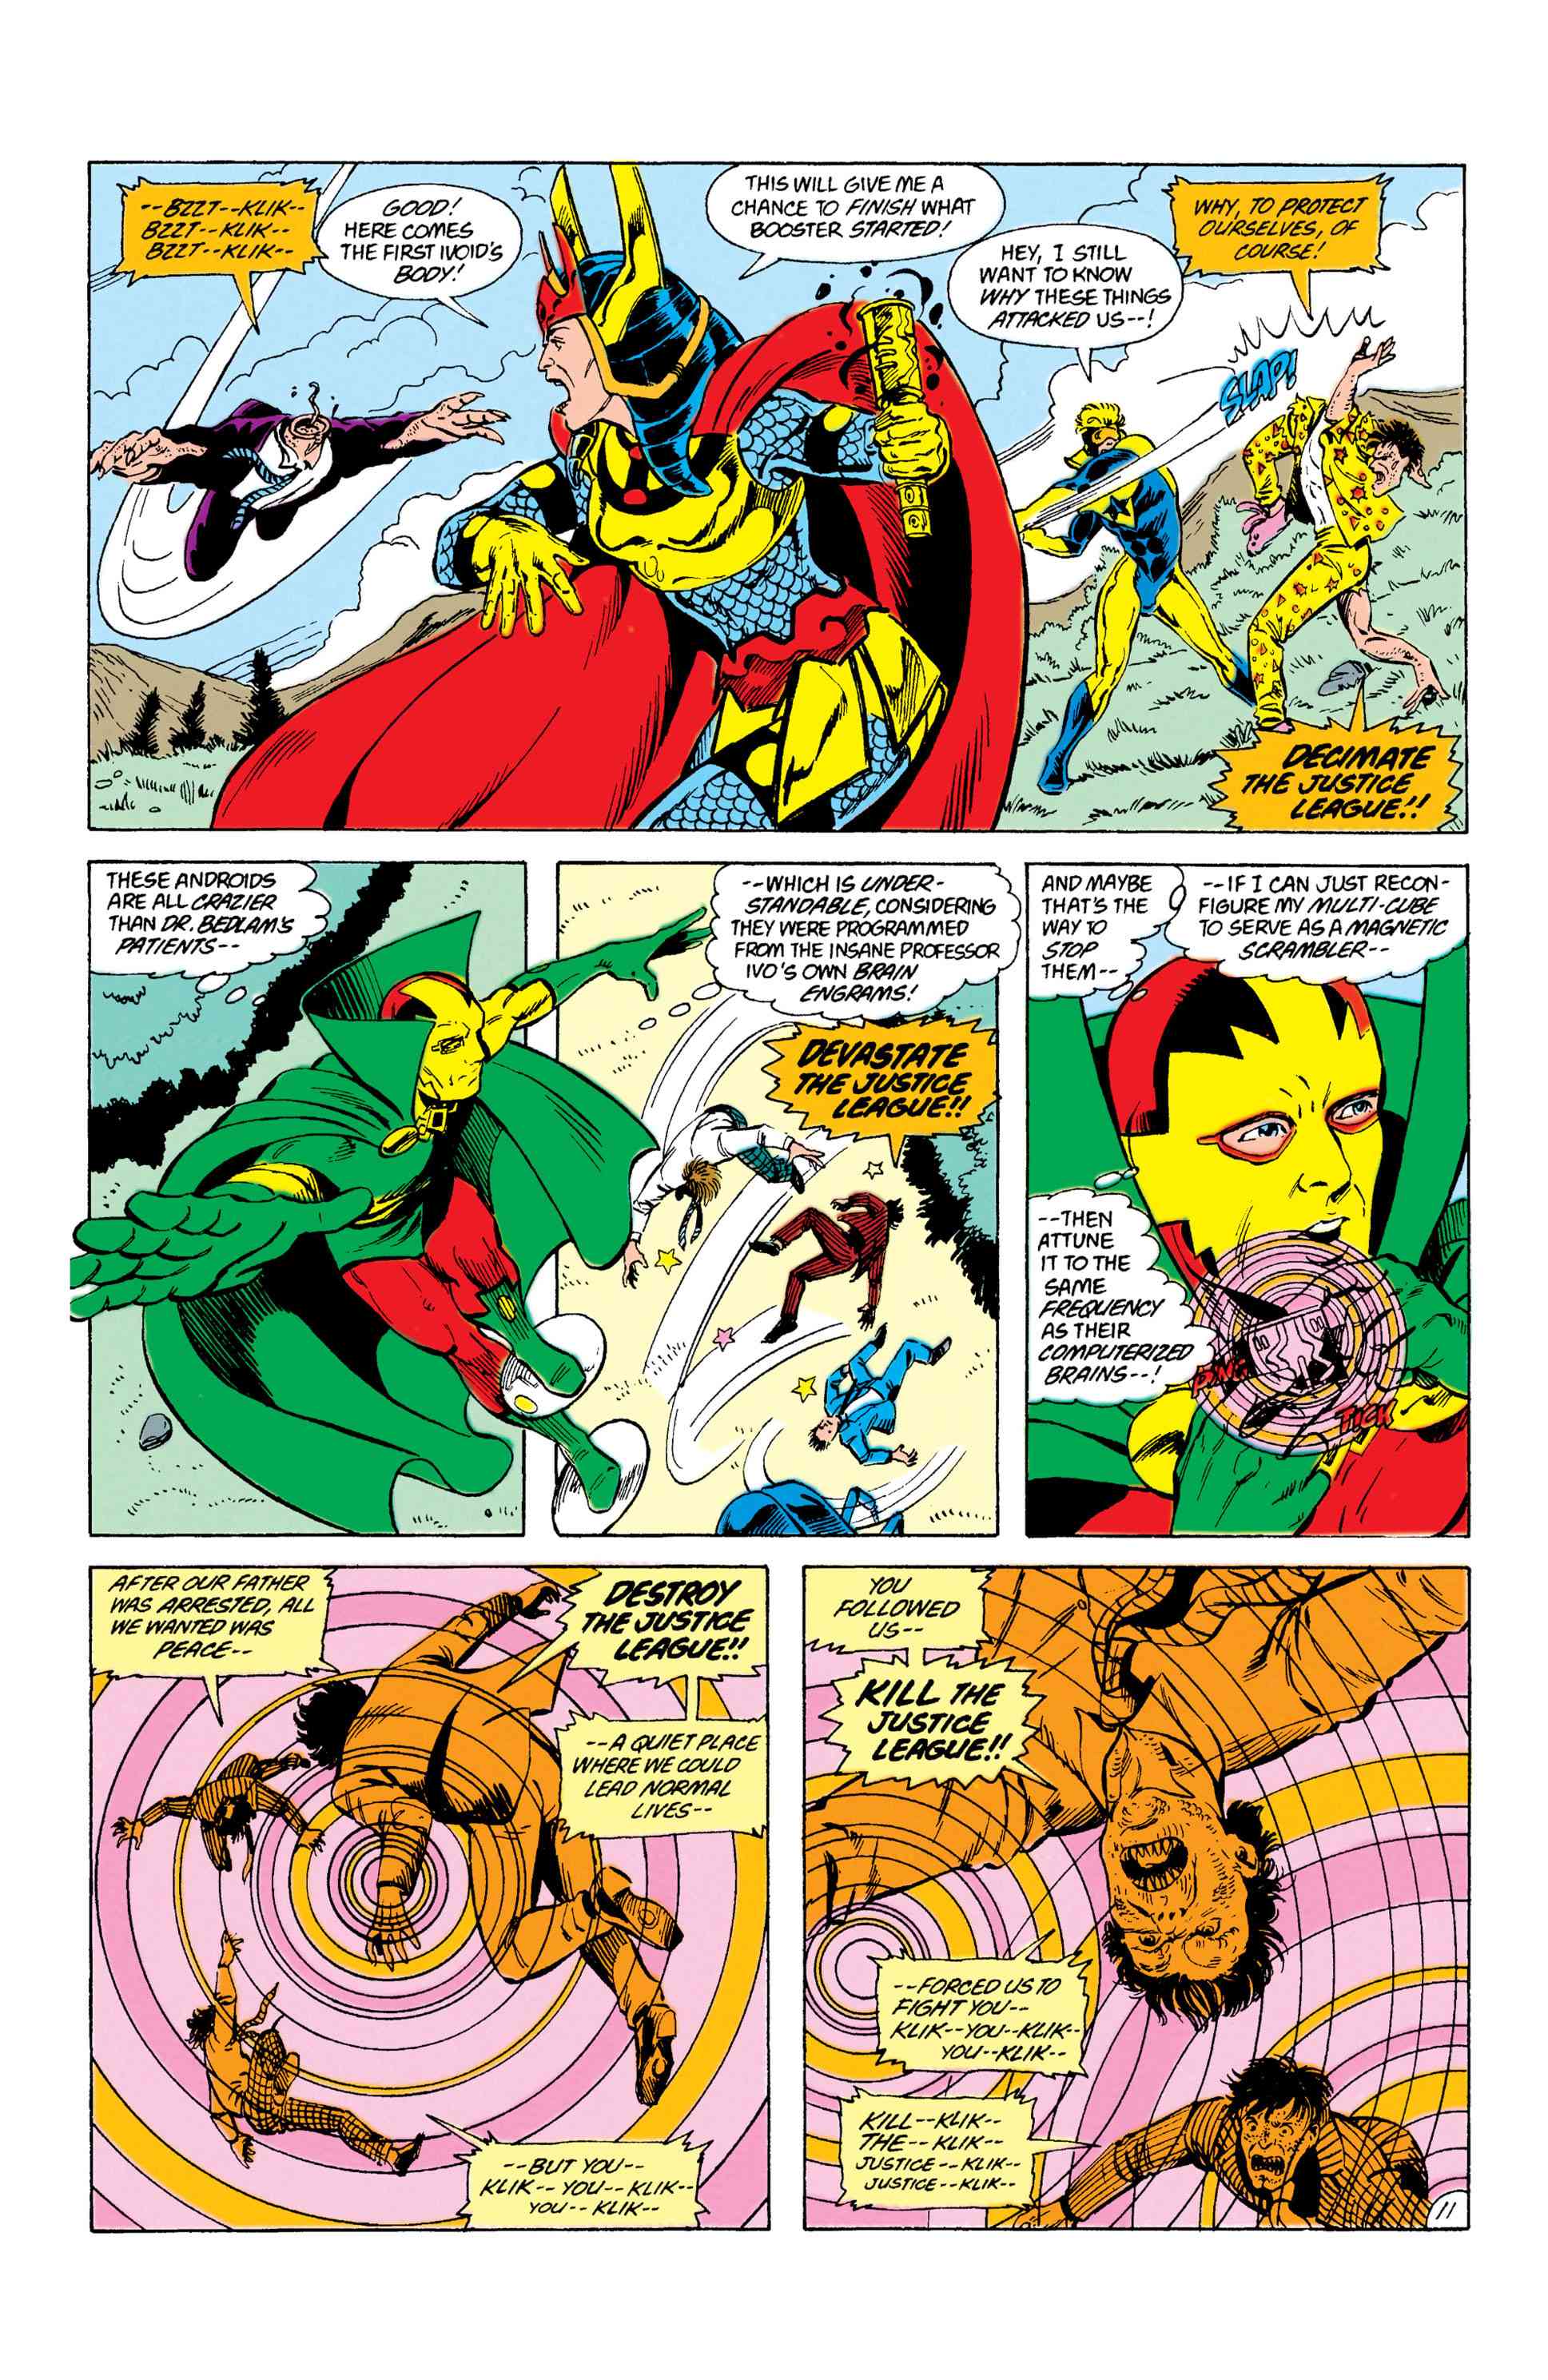 --BZZT--KLIK--
BZZT--KLIK--
BZZT--KLIK--
GOOD!
HERE COMES
THE FIRST IVOID'S
BODY!
THIS WILL GIVE ME A
CHANCE TO FINISH WHAT
BOOSTER STARTED!
HEY, I STILL
WANT TO KNOW
WHY THESE THINGS
ATTACKED US--!
WHY, TO PROTECT
OURSELVES, OF
COURSE!
SLAP!
DECIMATE
THE JUSTICE
LEAGUE!!
THESE ANDROIDS
ARE ALL CRAZIER
THAN DR. BEDLAM'S
PATIENTS--
--WHICH IS UNDER-
STANDABLE, CONSIDERING
THEY WERE PROGRAMMED
FROM THE INSANE PROFESSOR
IVO'S OWN BRAIN
ENGRAMS!
DEVASTATE
THE JUSTICE
LEAGUE!!
AND MAYBE
THAT'S THE
WAY TO
STOP
THEM--
--IF I CAN JUST RECON-
FIGURE MY MULTI-CUBE
TO SERVE AS A MAGNETIC
SCRAMBLER--
--THEN
ATTUNE
IT TO THE
SAME
FREQUENCY
AS THEIR
COMPUTERIZED
BRAINS--!
PING
TICK
AFTER OUR FATHER
WAS ARRESTED, ALL
WE WANTED WAS
PEACE--
DESTROY
THE JUSTICE
LEAGUE!!
--A QUIET PLACE
WHERE WE COULD
LEAD NORMAL
LIVES--
--BUT YOU--
KLIK--YOU--KLIK--
YOU--KLIK--
YOU
FOLLOWED
US--
KILL THE
JUSTICE
LEAGUE!!
--FORCED US TO
FIGHT YOU--
KLIK--YOU--KLIK--
YOU--KLIK--
KILL--KLIK--
THE--KLIK--
JUSTICE--KLIK--
JUSTICE--KLIK--
11